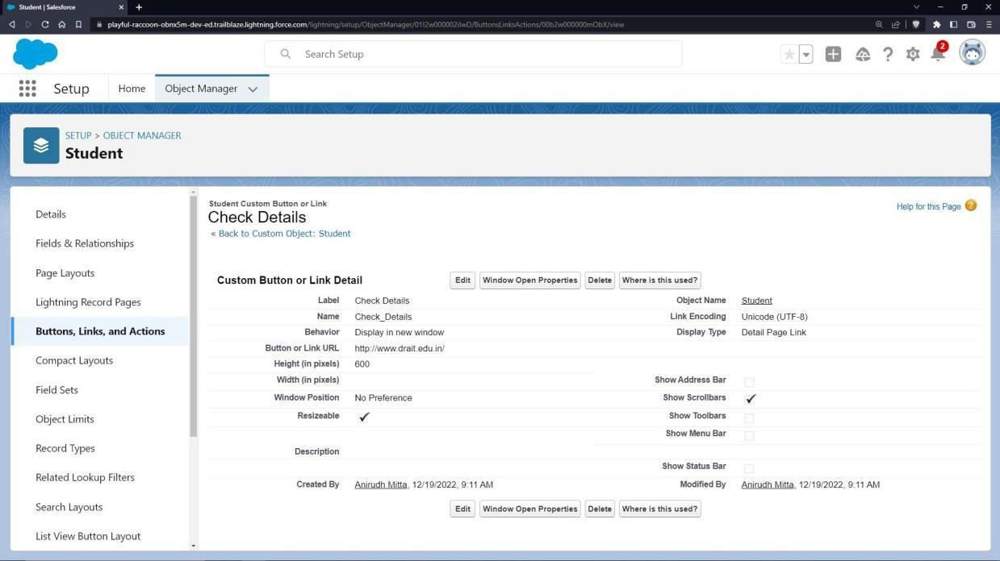 Student | Salesforce
playful-raccoon-obnx5m-dev-ed.trailblaze.lightning.force.com/lightning/setup/ObjectManager/01I2w000002iIwD/ButtonsLinksActions/00b2w000000mObX/view
Search Setup
2
Setup
Home
Object Manager
SETUP > OBJECT MANAGER
Student
Details
Fields & Relationships
Page Layouts
Lightning Record Pages
Buttons, Links, and Actions
Compact Layouts
Field Sets
Object Limits
Record Types
Related Lookup Filters
Search Layouts
List View Button Layout
Student Custom Button or Link
Check Details
« Back to Custom Object: Student
Help for this Page ?
Custom Button or Link Detail
Edit Window Open Properties Delete Where is this used?
Label Check Details Object Name Student
Name Check_Details Link Encoding Unicode (UTF-8)
Behavior Display in new window Display Type Detail Page Link
Button or Link URL http://www.drait.edu.in/
Height (in pixels) 600
Width (in pixels) Show Address Bar
Window Position No Preference Show Scrollbars
Resizeable Show Toolbars
Show Menu Bar
Description
Show Status Bar
Created By Anirudh Mitta, 12/19/2022, 9:11 AM Modified By Anirudh Mitta, 12/19/2022, 9:11 AM
Edit Window Open Properties Delete Where is this used?